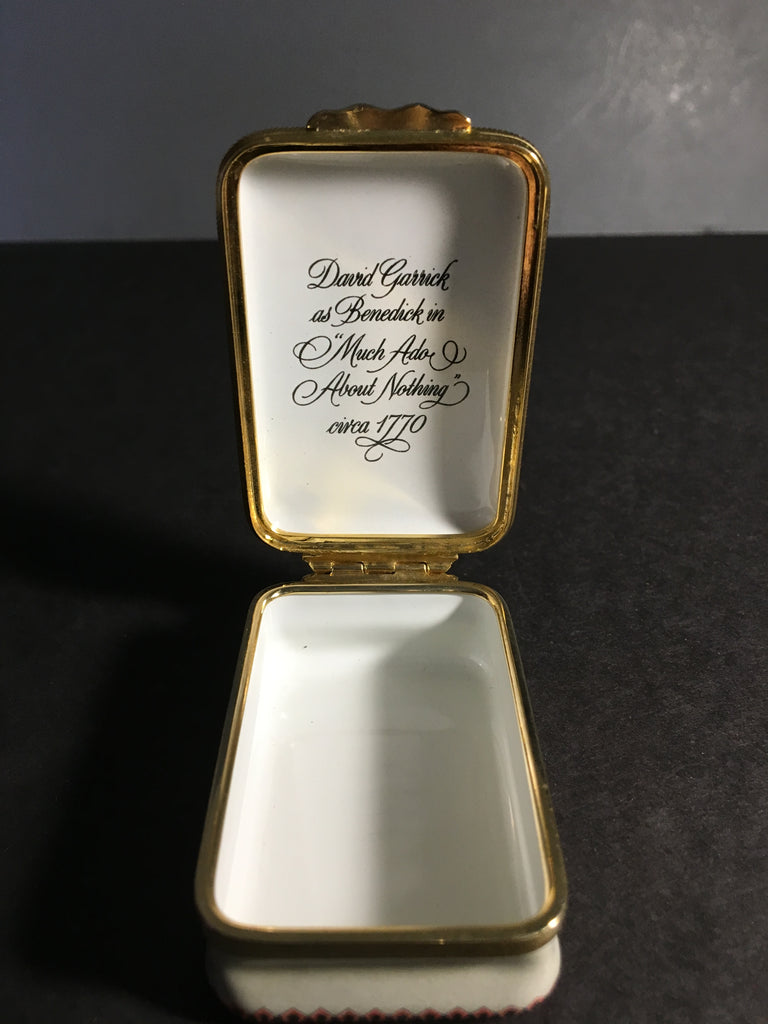 David Garrick
as Benedick in
"Much Ado
About Nothing"
circa 1770